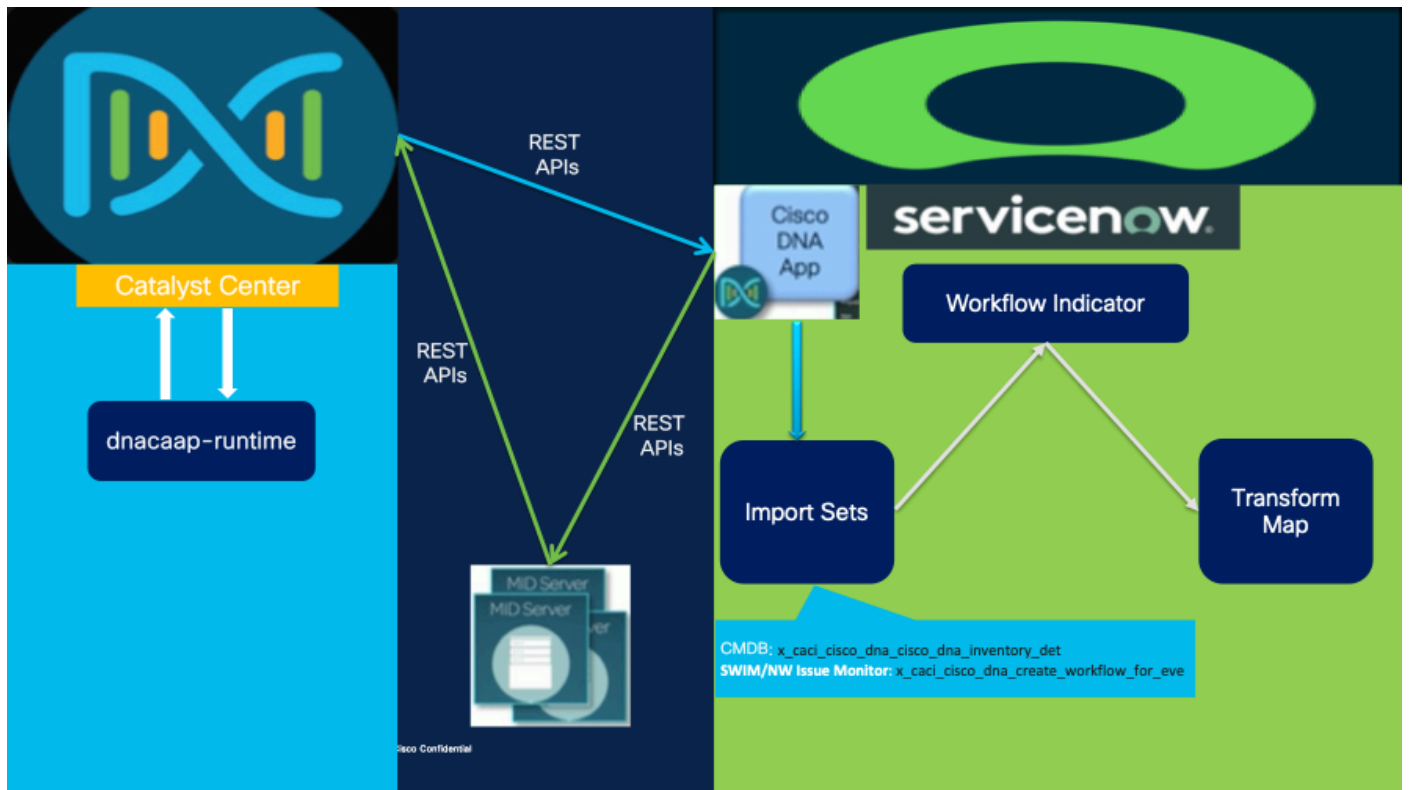 REST
APIs
Cisco
DNA
App
servicenow.
Catalyst Center
Workflow Indicator
REST
APIs
REST
APIs
dnacaap-runtime
Import Sets
Transform
Map
MID Server
MID Server
ver
CMDB: x_caci_cisco_dna_cisco_dna_inventory_det
SWIM/NW Issue Monitor: x_caci_cisco_dna_create_workflow_for_eve
Cisco Confidential